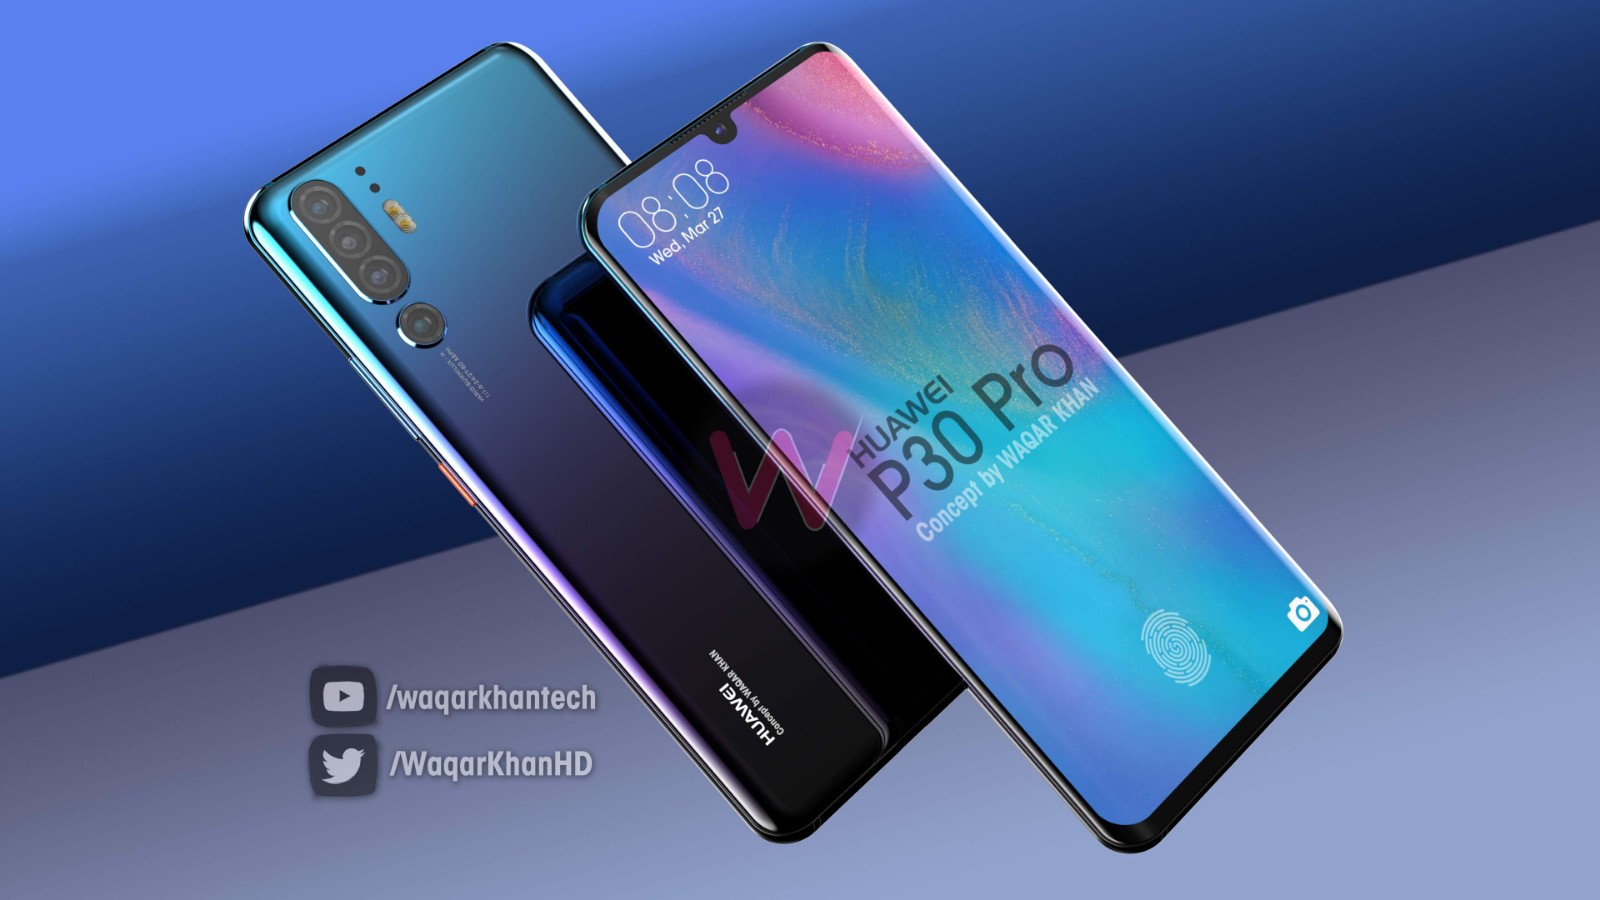 08:08
Wed, Mar 27
HUAWEI
P30 Pro
Concept by WAQAR KHAN
W
HUAWEI
Concept by WAQAR KHAN
/waqarkhantech
/WaqarKhanHD